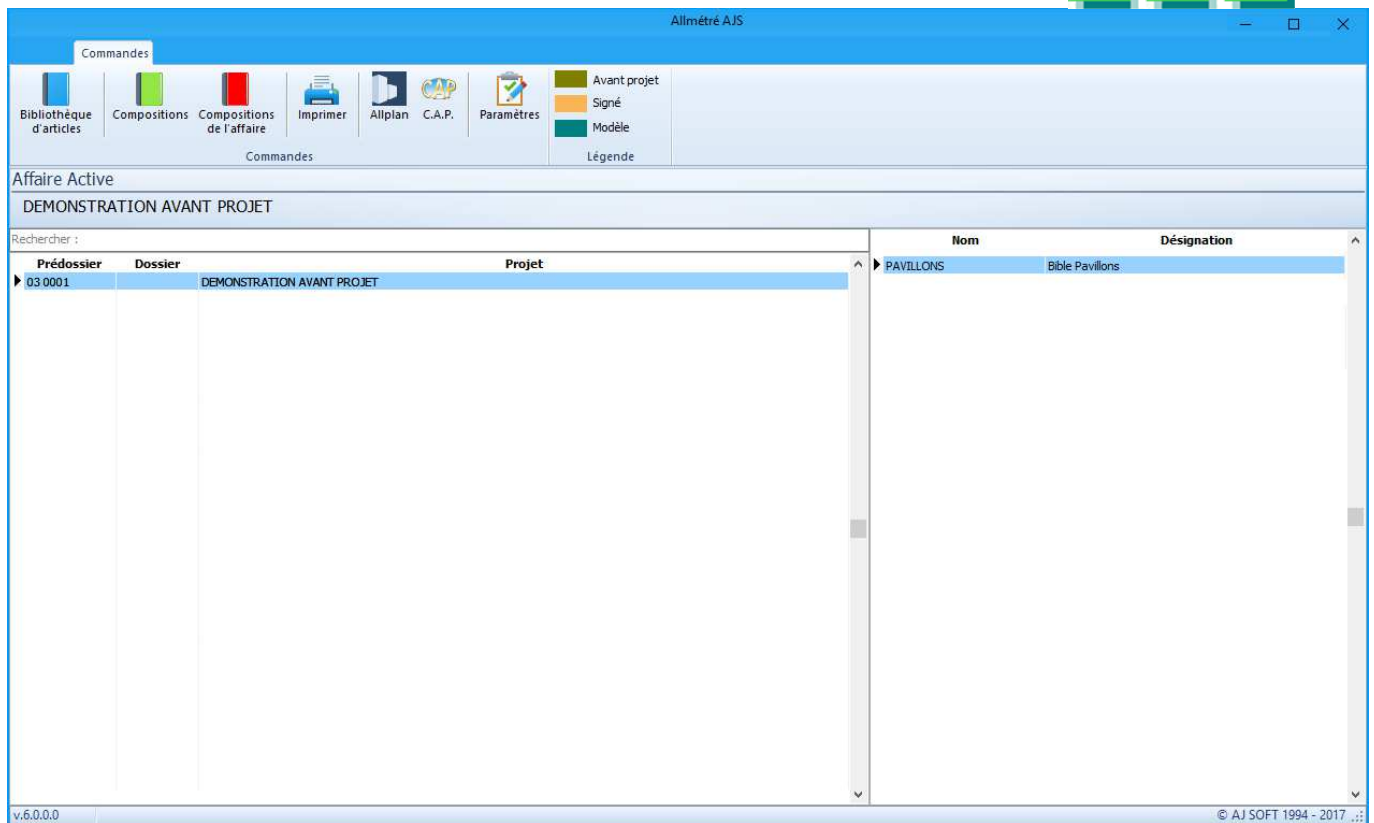 Allmétré AJS
Commandes
Bibliothèque d'articles
Compositions
Compositions de l'affaire
Imprimer
Allplan
CAP
C.A.P.
Paramètres
Avant projet
Signé
Modèle
Commandes
Légende
Affaire Active
DEMONSTRATION AVANT PROJET
Rechercher :
Prédossier Dossier Projet
03 0001 DEMONSTRATION AVANT PROJET
Nom Désignation
PAVILLONS Bible Pavillons
v.6.0.0.0
© AJ SOFT 1994 - 2017